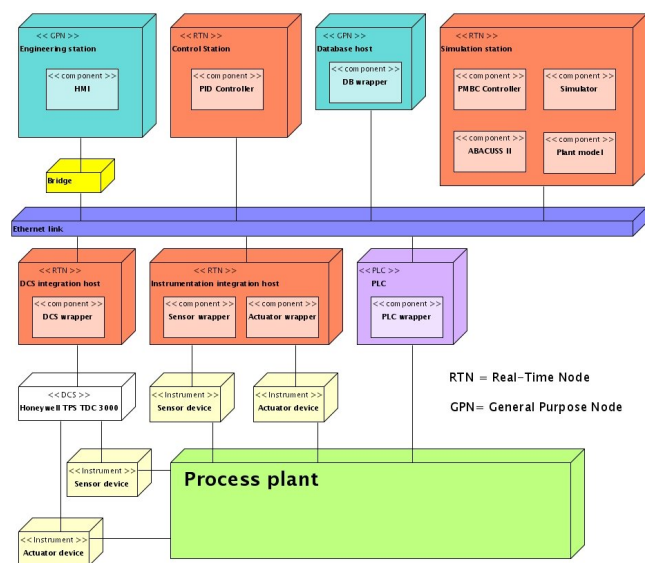 << GPN >>
Engineering station
<< component >>
HMI
<< RTN >>
Control Station
<< component >>
PID Controller
<< GPN >>
Database host
<< component >>
DB wrapper
<< RTN >>
Simulation station
<< component >>
PMBC Controller
<< component >>
Simulator
<< component >>
ABACUSS II
<< component >>
Plant model
Bridge
Ethernet link
<< RTN >>
DCS integration host
<< component >>
DCS wrapper
<< RTN >>
Instrumentation integration host
<< component >>
Sensor wrapper
<< component >>
Actuator wrapper
<< PLC >>
PLC
<< component >>
PLC wrapper
<< DCS >>
Honeywell TPS TDC 3000
<< Instrument >>
Sensor device
<< Instrument >>
Actuator device
RTN = Real-Time Node
GPN= General Purpose Node
<< Instrument >>
Sensor device
Process plant
<< Instrument >>
Actuator device